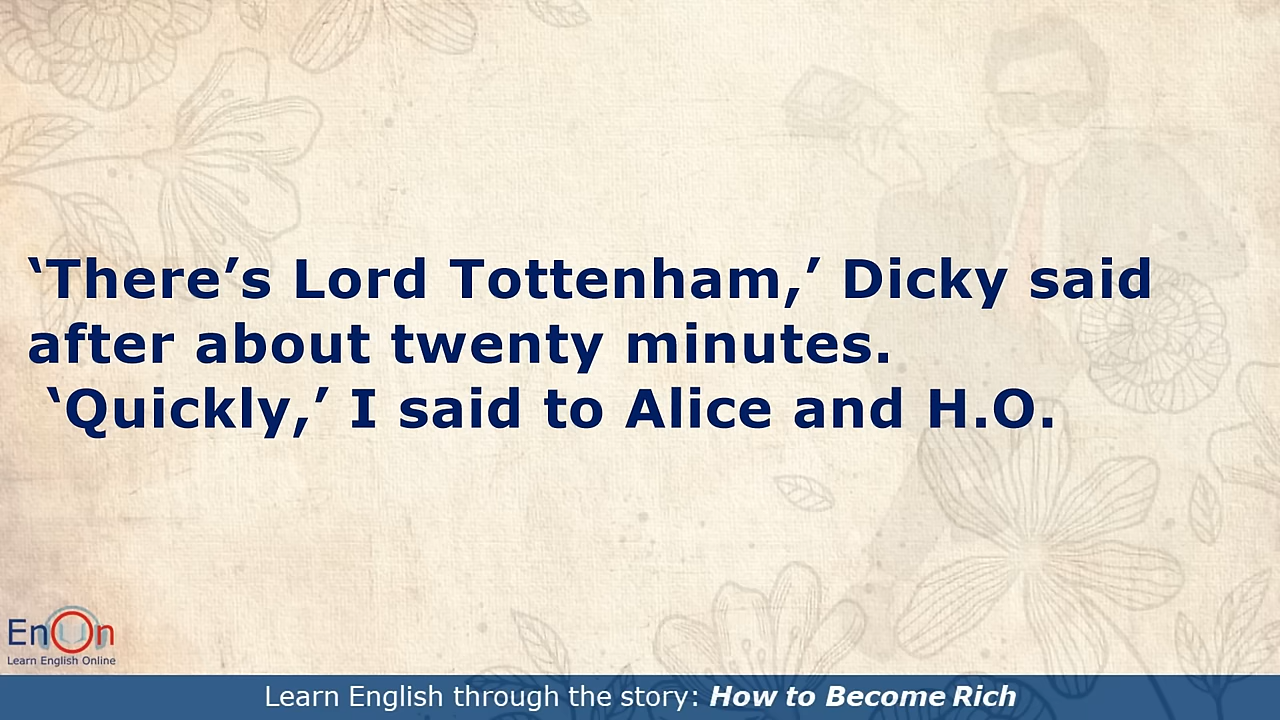 ‘There’s Lord Tottenham,’ Dicky said
after about twenty minutes.
‘Quickly,’ I said to Alice and H.O.
EnOn
Learn English Online
Learn English through the story: How to Become Rich